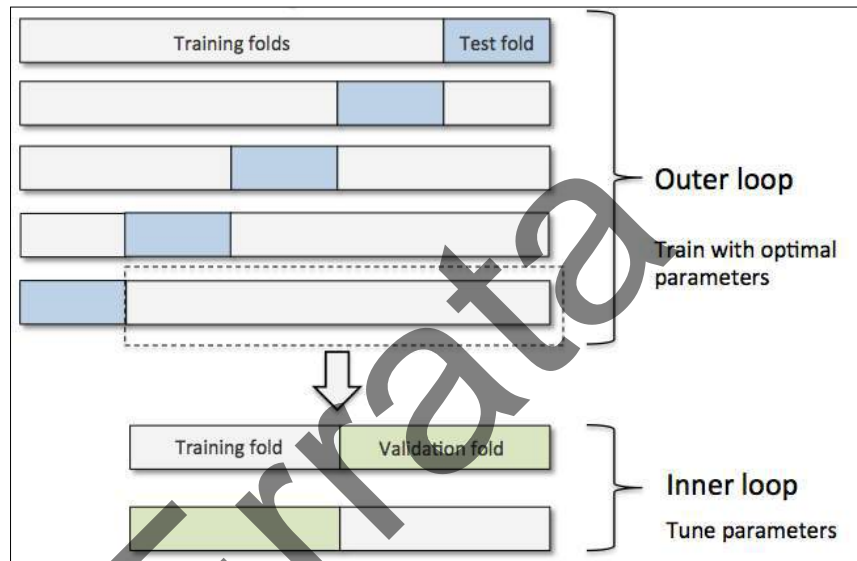 Training folds
Test fold
Outer loop
Train with optimal
parameters
Training fold
Validation fold
Inner loop
Tune parameters
Errata